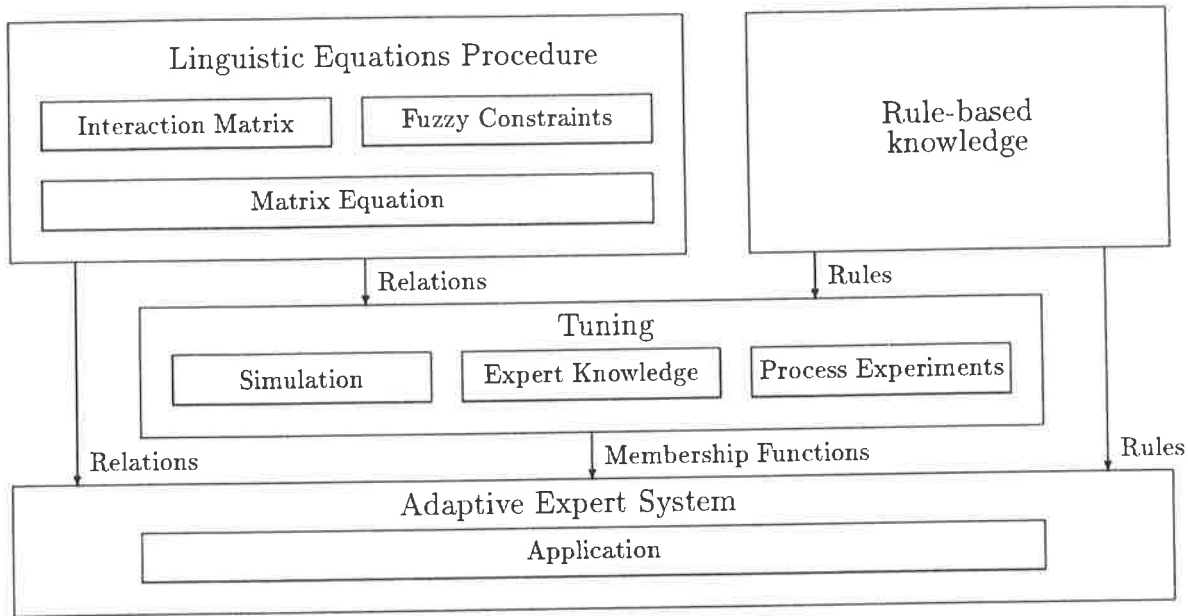 Linguistic Equations Procedure
Interaction Matrix
Fuzzy Constraints
Matrix Equation
Rule-based
knowledge
Relations
Rules
Tuning
Simulation
Expert Knowledge
Process Experiments
Relations
Membership Functions
Rules
Adaptive Expert System
Application